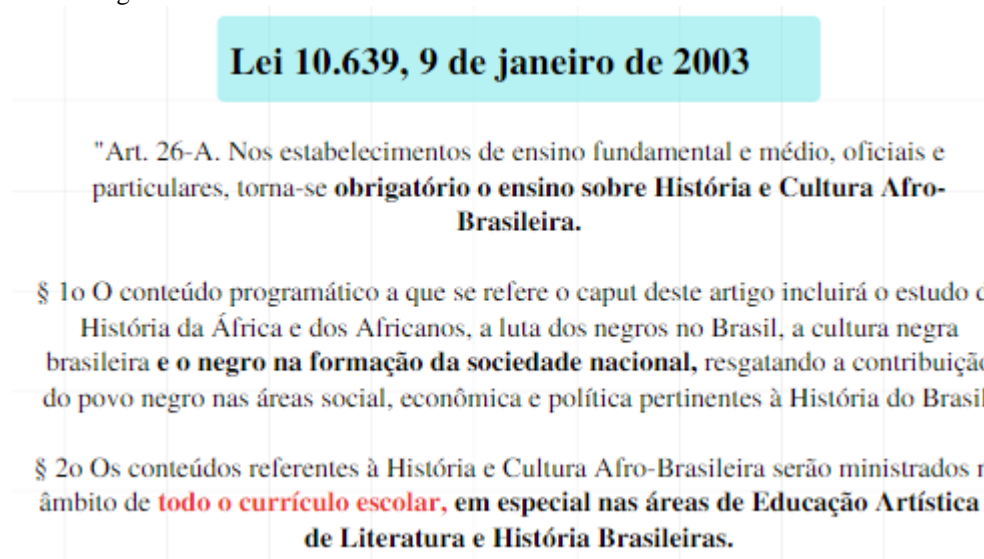 Lei 10.639, 9 de janeiro de 2003
"Art. 26-A. Nos estabelecimentos de ensino fundamental e médio, oficiais e
particulares, torna-se obrigatório o ensino sobre História e Cultura Afro-
Brasileira.
§ 1o O conteúdo programático a que se refere o caput deste artigo incluirá o estudo
História da África e dos Africanos, a luta dos negros no Brasil, a cultura negra
brasileira e o negro na formação da sociedade nacional, resgatando a contribuição
do povo negro nas áreas social, econômica e política pertinentes à História do Brasil
§ 2o Os conteúdos referentes à História e Cultura Afro-Brasileira serão ministrados
âmbito de todo o currículo escolar, em especial nas áreas de Educação Artística
de Literatura e História Brasileiras.